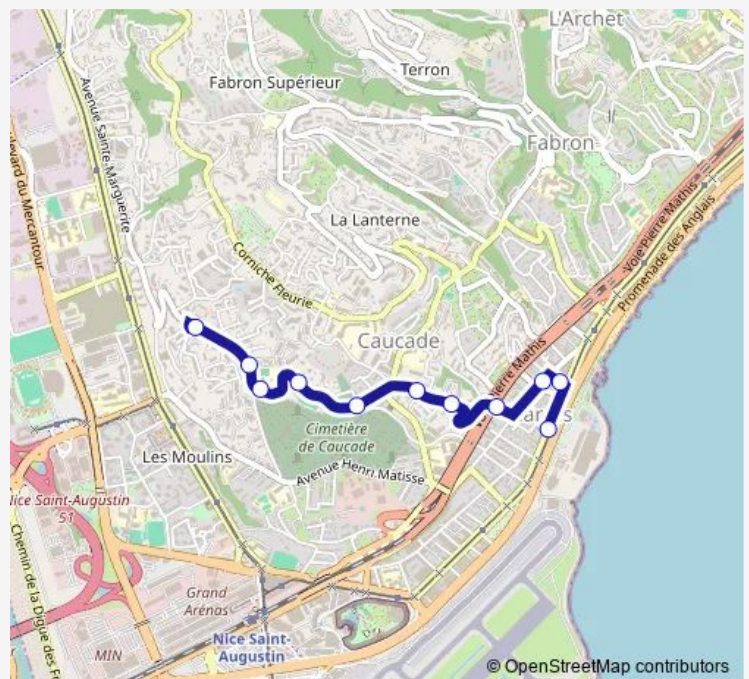 L'Archet
Terron
Fabron Supérieur
Fabron
Avenue Sainte-Marguerite
Boulevard du Mercantour
La Lanterne
Voie Pierre Mathis
Promenade des Anglais
Corniche Fleurie
Caucade
Pierre Mathis
Cimetière
de Caucade
Les Moulins
Avenue Henri Matisse
Nice Saint-Augustin
51
Chemin de la Digue des Fr
Grand
Arénas
Nice Saint-
Augustin
MIN
© OpenStreetMap contributors